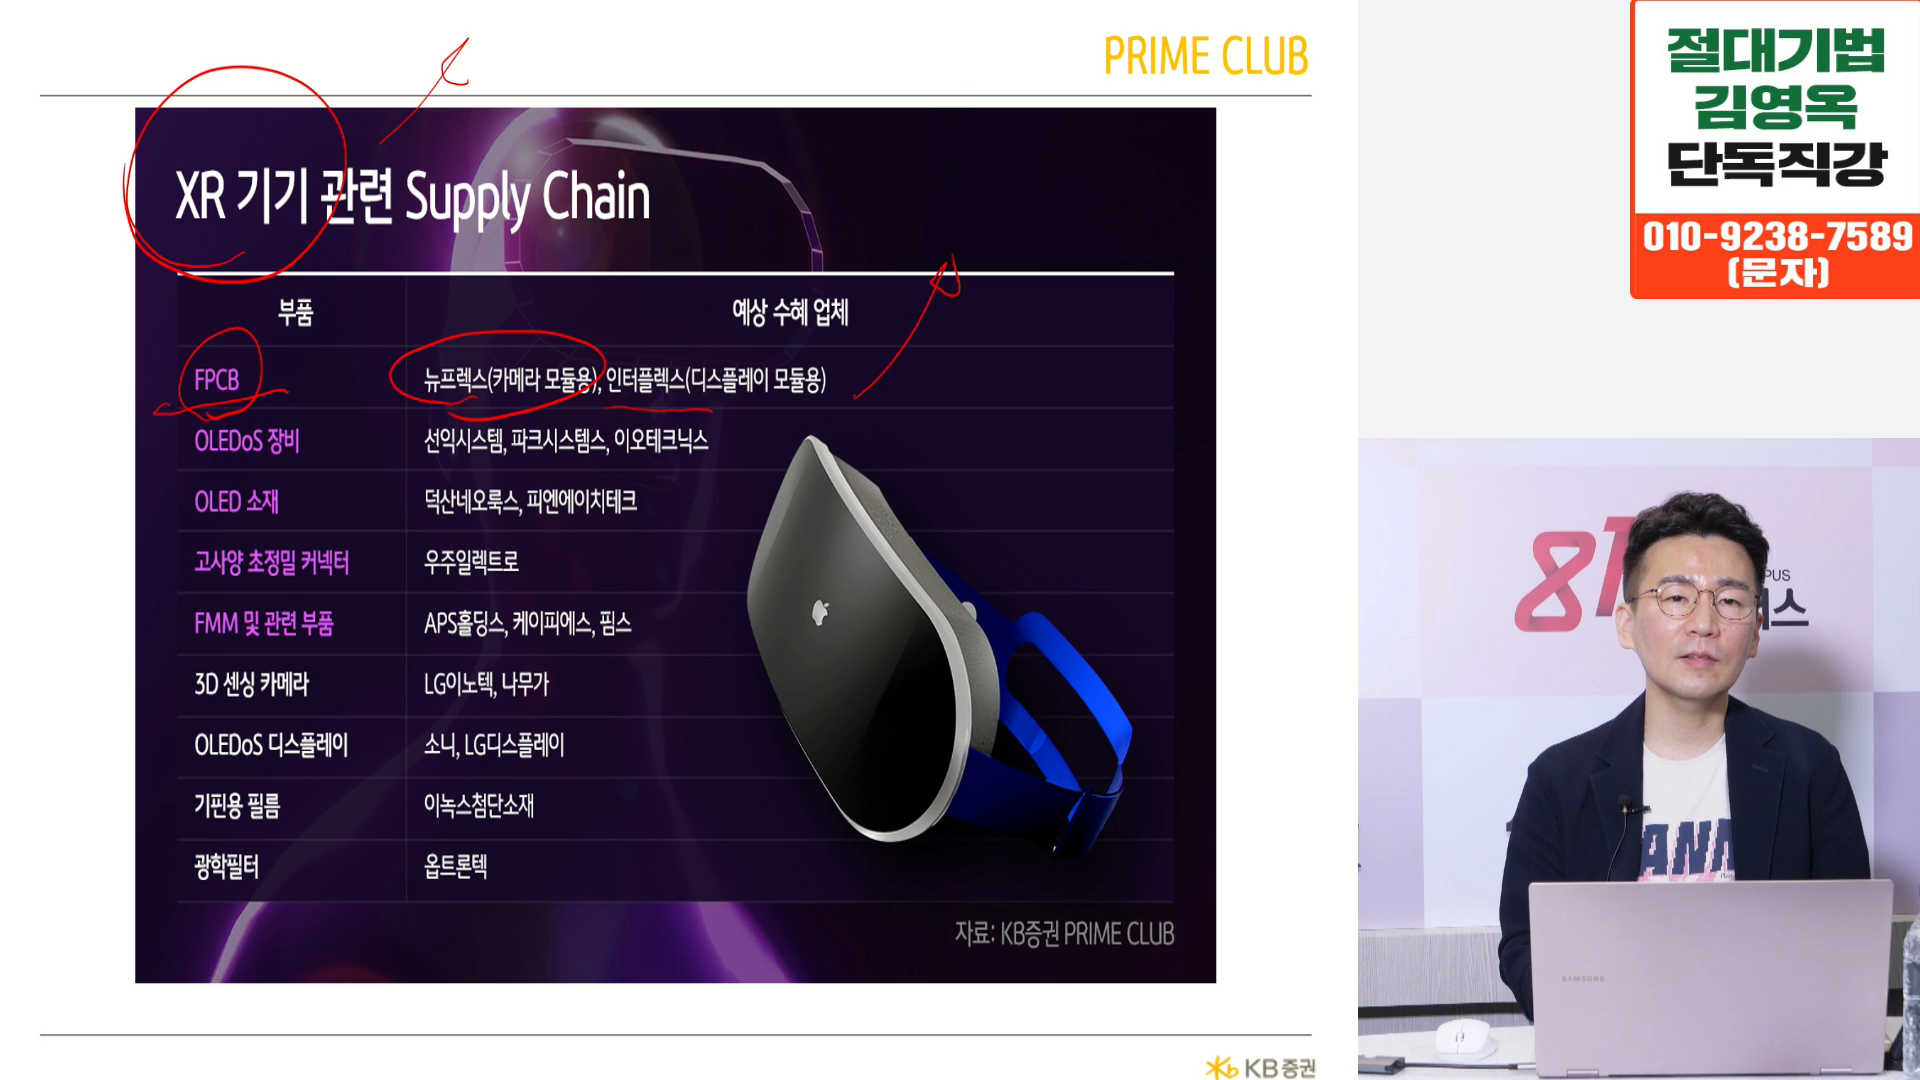 PRIME CLUB
XR 기기 관련 Supply Chain
부품 예상 수혜 업체
FPCB 뉴프렉스(카메라 모듈용), 인터플렉스(디스플레이 모듈용)
OLEDoS 장비 선익시스템, 파크시스템스, 이오테크닉스
OLED 소재 덕산네오룩스, 피엔에이치테크
고사양 초정밀 커넥터 우주일렉트로
FMM 및 관련 부품 APS홀딩스, 케이피에스, 핌스
3D 센싱 카메라 LG이노텍, 나무가
OLEDoS 디스플레이 소니, LG디스플레이
기핀용 필름 이녹스첨단소재
광학필터 옵트론텍
자료: KB증권 PRIME CLUB
KB증권
절대기법
김영옥
단독직강
010-9238-7589
(문자)
PUS
스
SAMSUNG